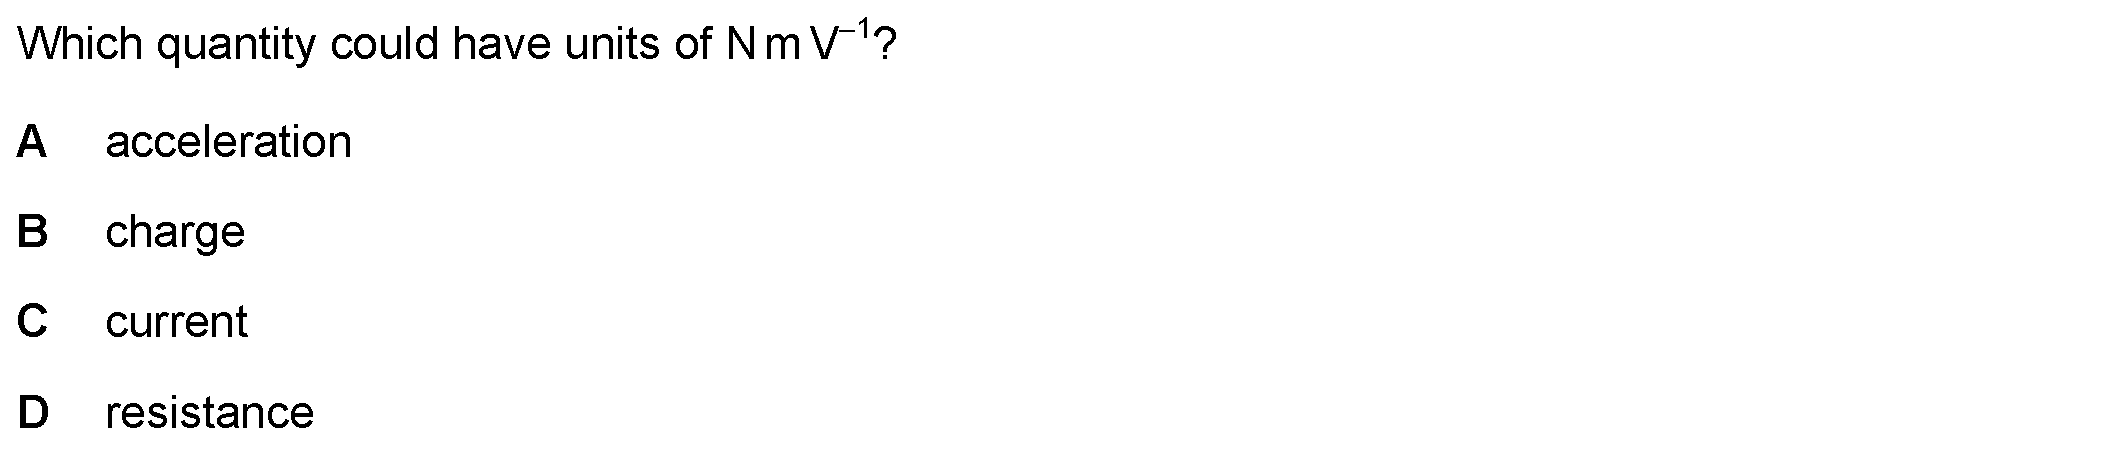 Which quantity could have units of N m V⁻¹?
A acceleration
B charge
C current
D resistance